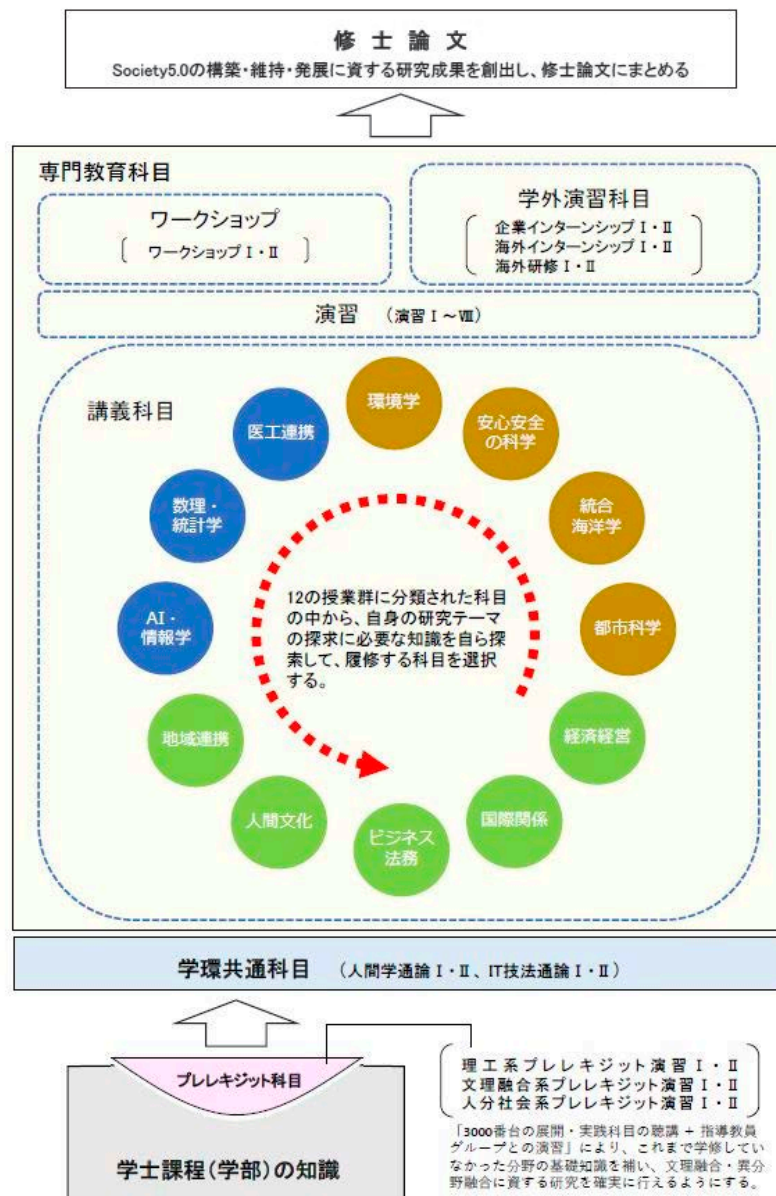 修士論文
Society5.0の構築・維持・発展に資する研究成果を創出し、修士論文にまとめる
専門教育科目
ワークショップ
ワークショップⅠ・Ⅱ
学外演習科目
企業インターンシップⅠ・Ⅱ
海外インターンシップⅠ・Ⅱ
海外研修Ⅰ・Ⅱ
演習 (演習Ⅰ~Ⅷ)
講義科目
環境学
安心安全
の科学
統合
海洋学
都市科学
経済経営
国際関係
ビジネス
法務
人間文化
地域連携
AI・
情報学
数理・
統計学
医工連携
12の授業群に分類された科目
の中から、自身の研究テーマ
の探求に必要な知識を自ら探
索して、履修する科目を選択
する。
学環共通科目 (人間学通論Ⅰ・Ⅱ、IT技法通論Ⅰ・Ⅱ)
プレレキジット科目
学士課程(学部)の知識
理工系プレレキジット演習Ⅰ・Ⅱ
文理融合系プレレキジット演習Ⅰ・Ⅱ
人分社会系プレレキジット演習Ⅰ・Ⅱ
「3000番台の展開・実践科目の聴講 + 指導教員
グループとの演習」により、これまで学修してい
なかった分野の基礎知識を補い、文理融合・異分
野融合に資する研究を確実に行えるようにする。